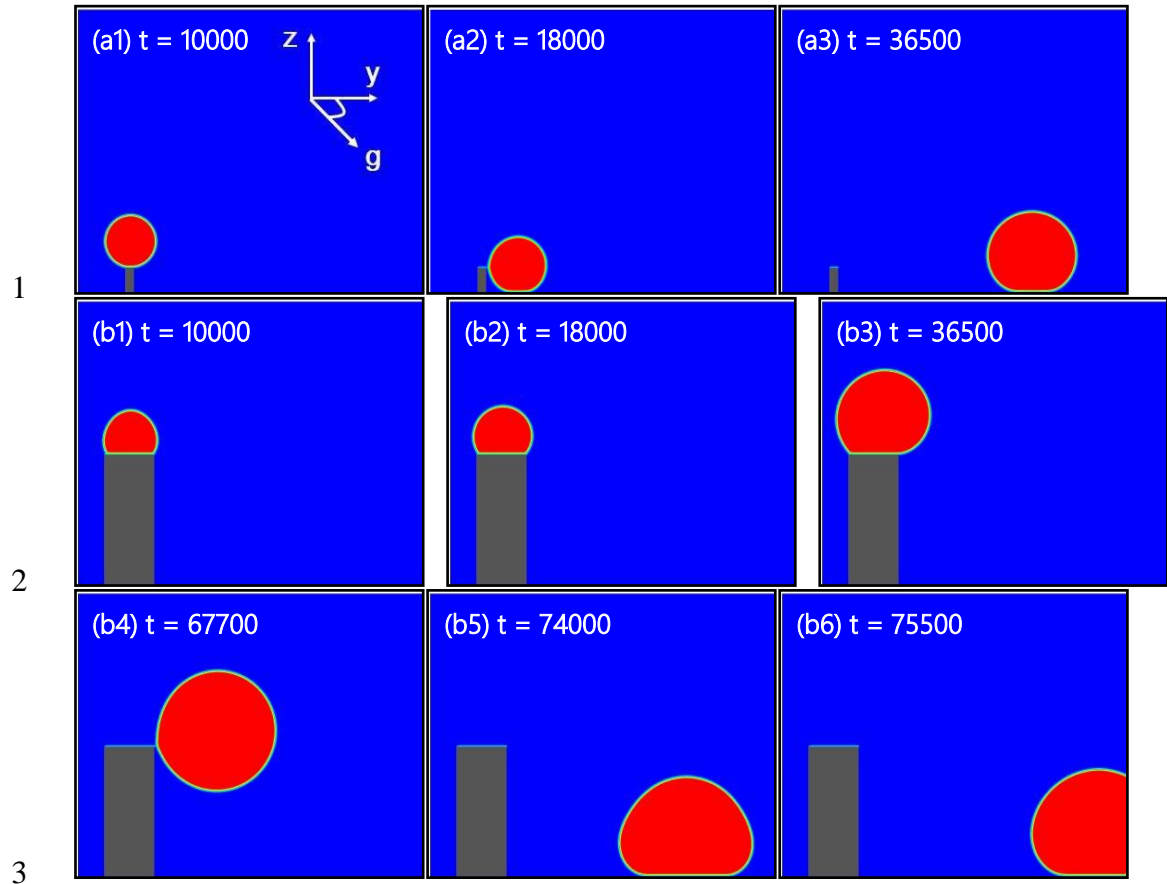 (a1) t = 10000
z
y
g
(a2) t = 18000
(a3) t = 36500
1
(b1) t = 10000
(b2) t = 18000
(b3) t = 36500
2
(b4) t = 67700
(b5) t = 74000
(b6) t = 75500
3